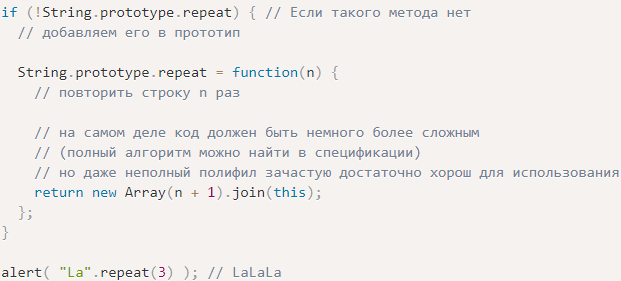 if (!String.prototype.repeat) { // Если такого метода нет
  // добавляем его в прототип

  String.prototype.repeat = function(n) {
    // повторить строку n раз

    // на самом деле код должен быть немного более сложным
    // (полный алгоритм можно найти в спецификации)
    // но даже неполный полифил зачастую достаточно хорош для использования
    return new Array(n + 1).join(this);
  };
}

alert( "La".repeat(3) ); // LaLaLa